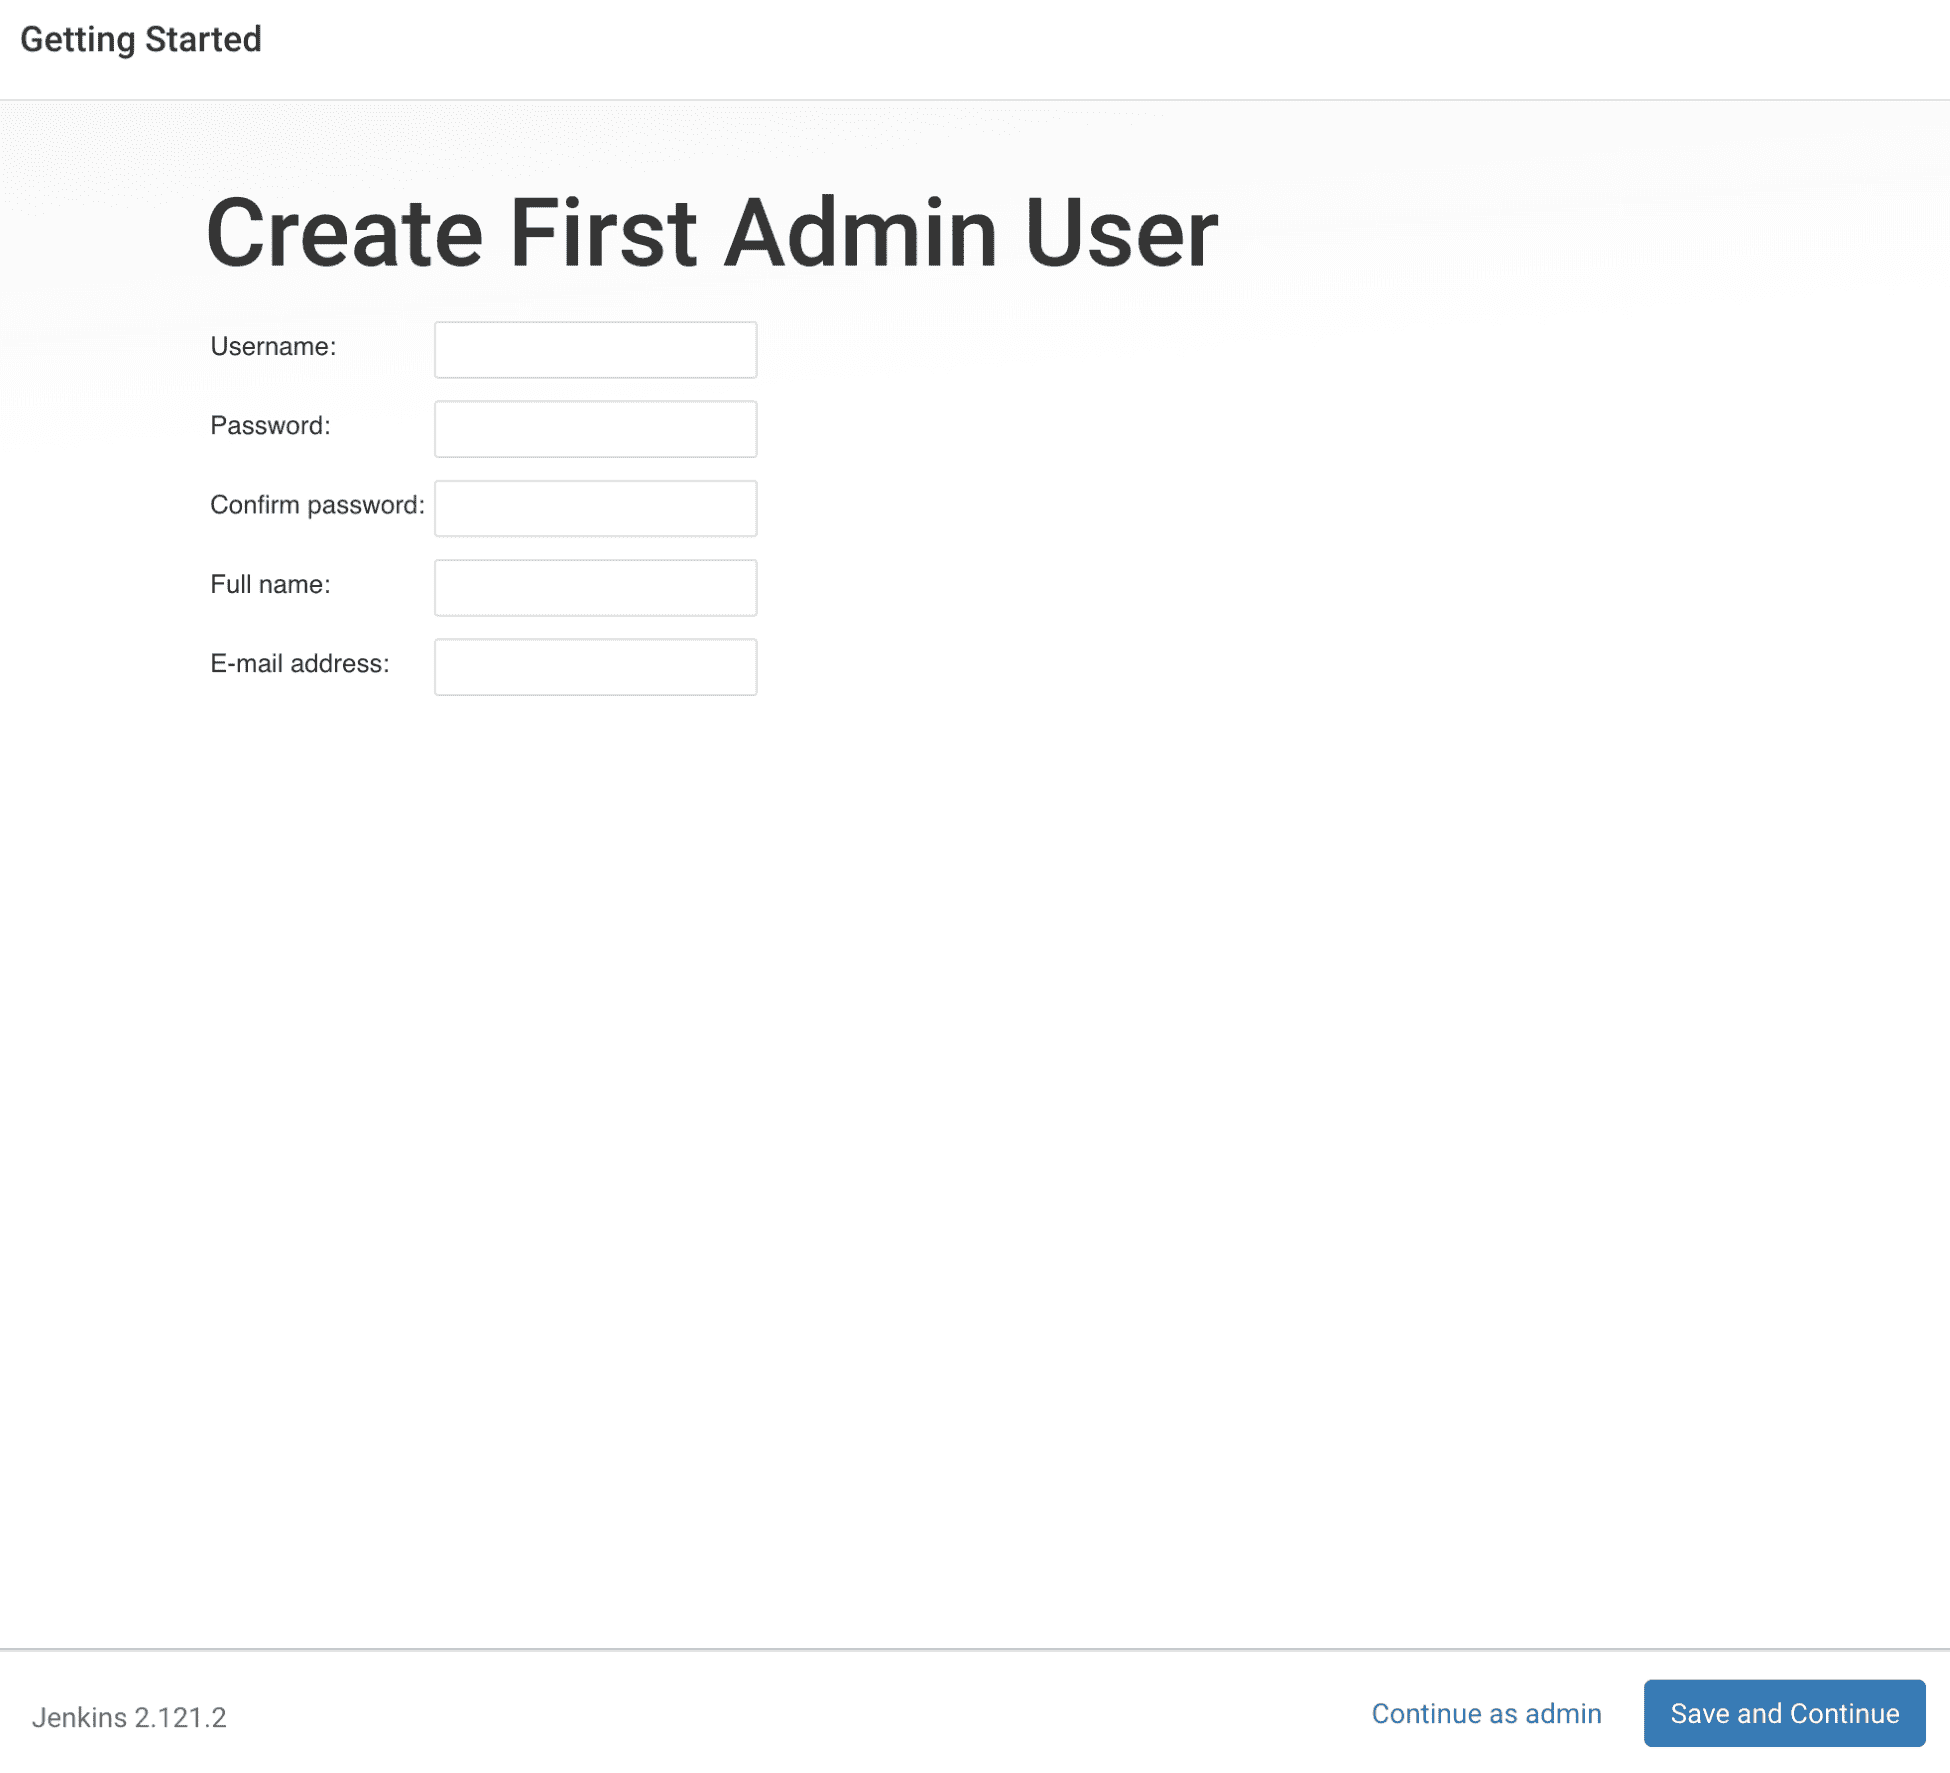 Getting Started
Create First Admin User
Username:
Password:
Confirm password:
Full name:
E-mail address:
Jenkins 2.121.2
Continue as admin
Save and Continue